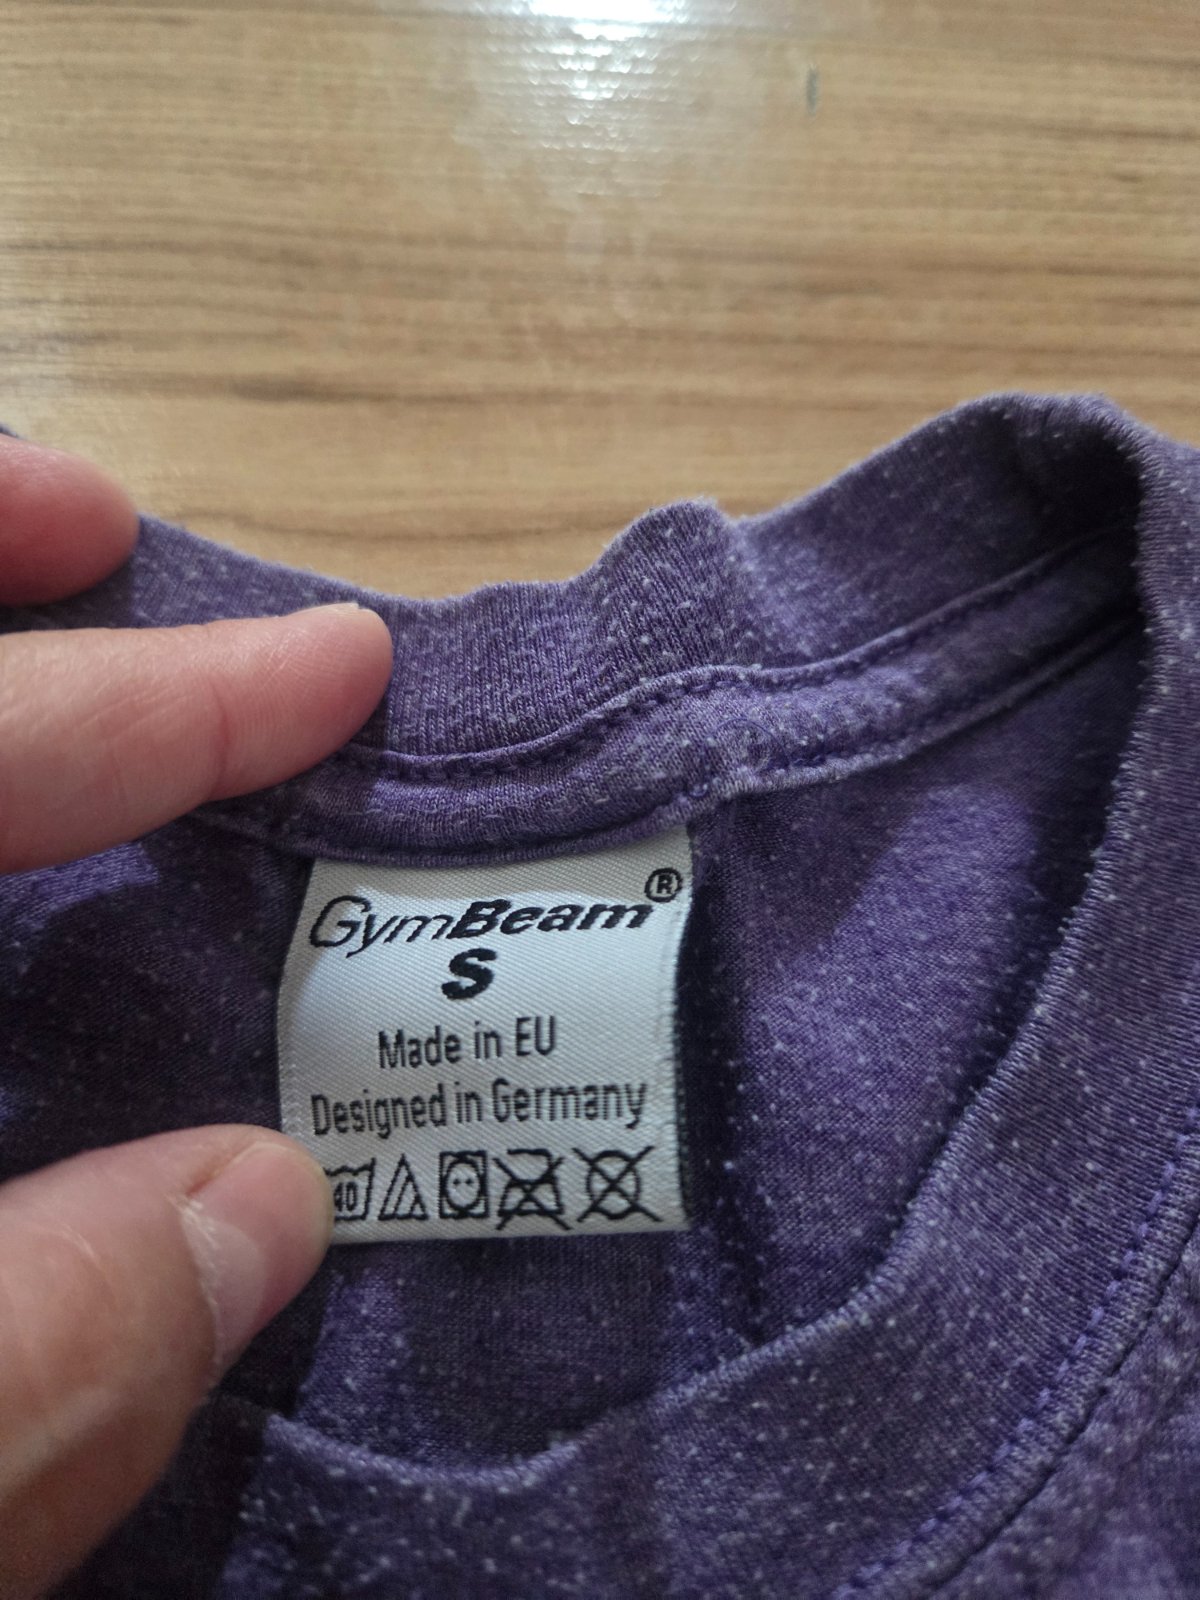 GymBeam®
S
Made in EU
Designed in Germany
40